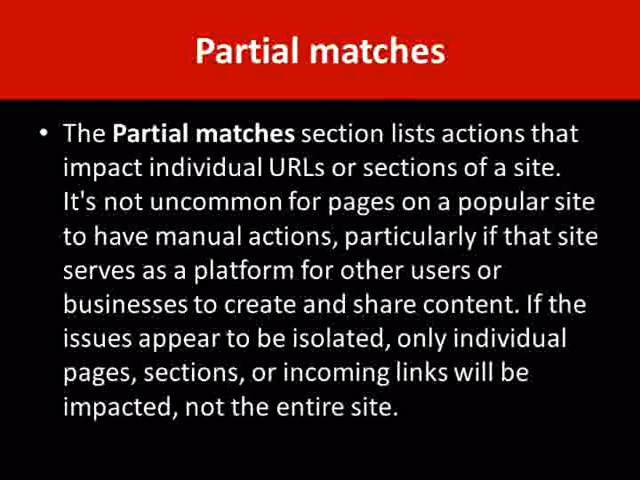 Partial matches
• The Partial matches section lists actions that
impact individual URLs or sections of a site.
It's not uncommon for pages on a popular site
to have manual actions, particularly if that site
serves as a platform for other users or
businesses to create and share content. If the
issues appear to be isolated, only individual
pages, sections, or incoming links will be
impacted, not the entire site.